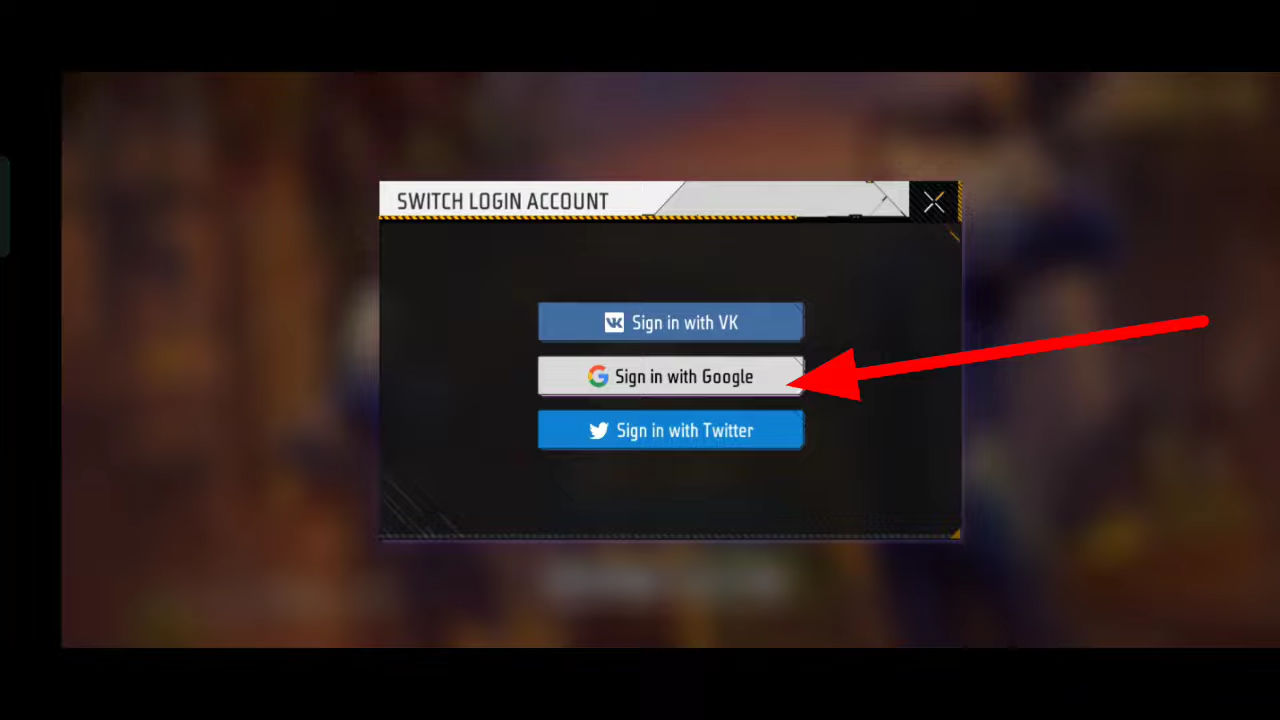 SWITCH LOGIN ACCOUNT
Sign in with VK
Sign in with Google
Sign in with Twitter